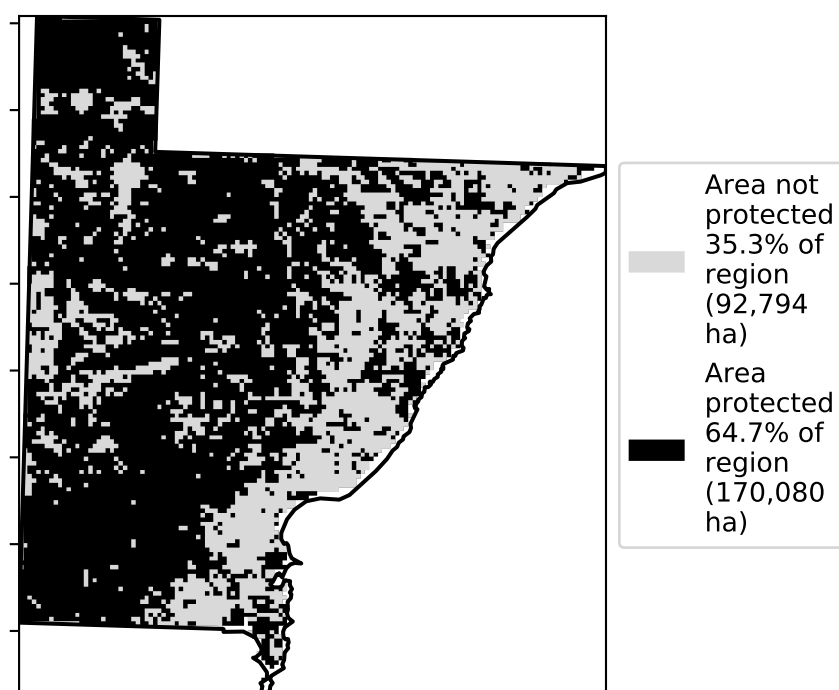 Area not
protected
35.3% of
region
(92,794
ha)
Area
protected
64.7% of
region
(170,080
ha)